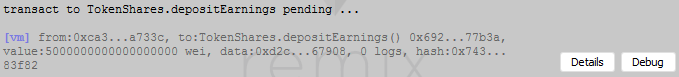 transact to TokenShares.depositEarnings pending ...
[vm] from:0xca3...a733c, to:TokenShares.depositEarnings() 0x692...77b3a,
value:5000000000000000000 wei, data:0xd2c...67908, 0 logs, hash:0x743...
83f82
Details Debug
remix